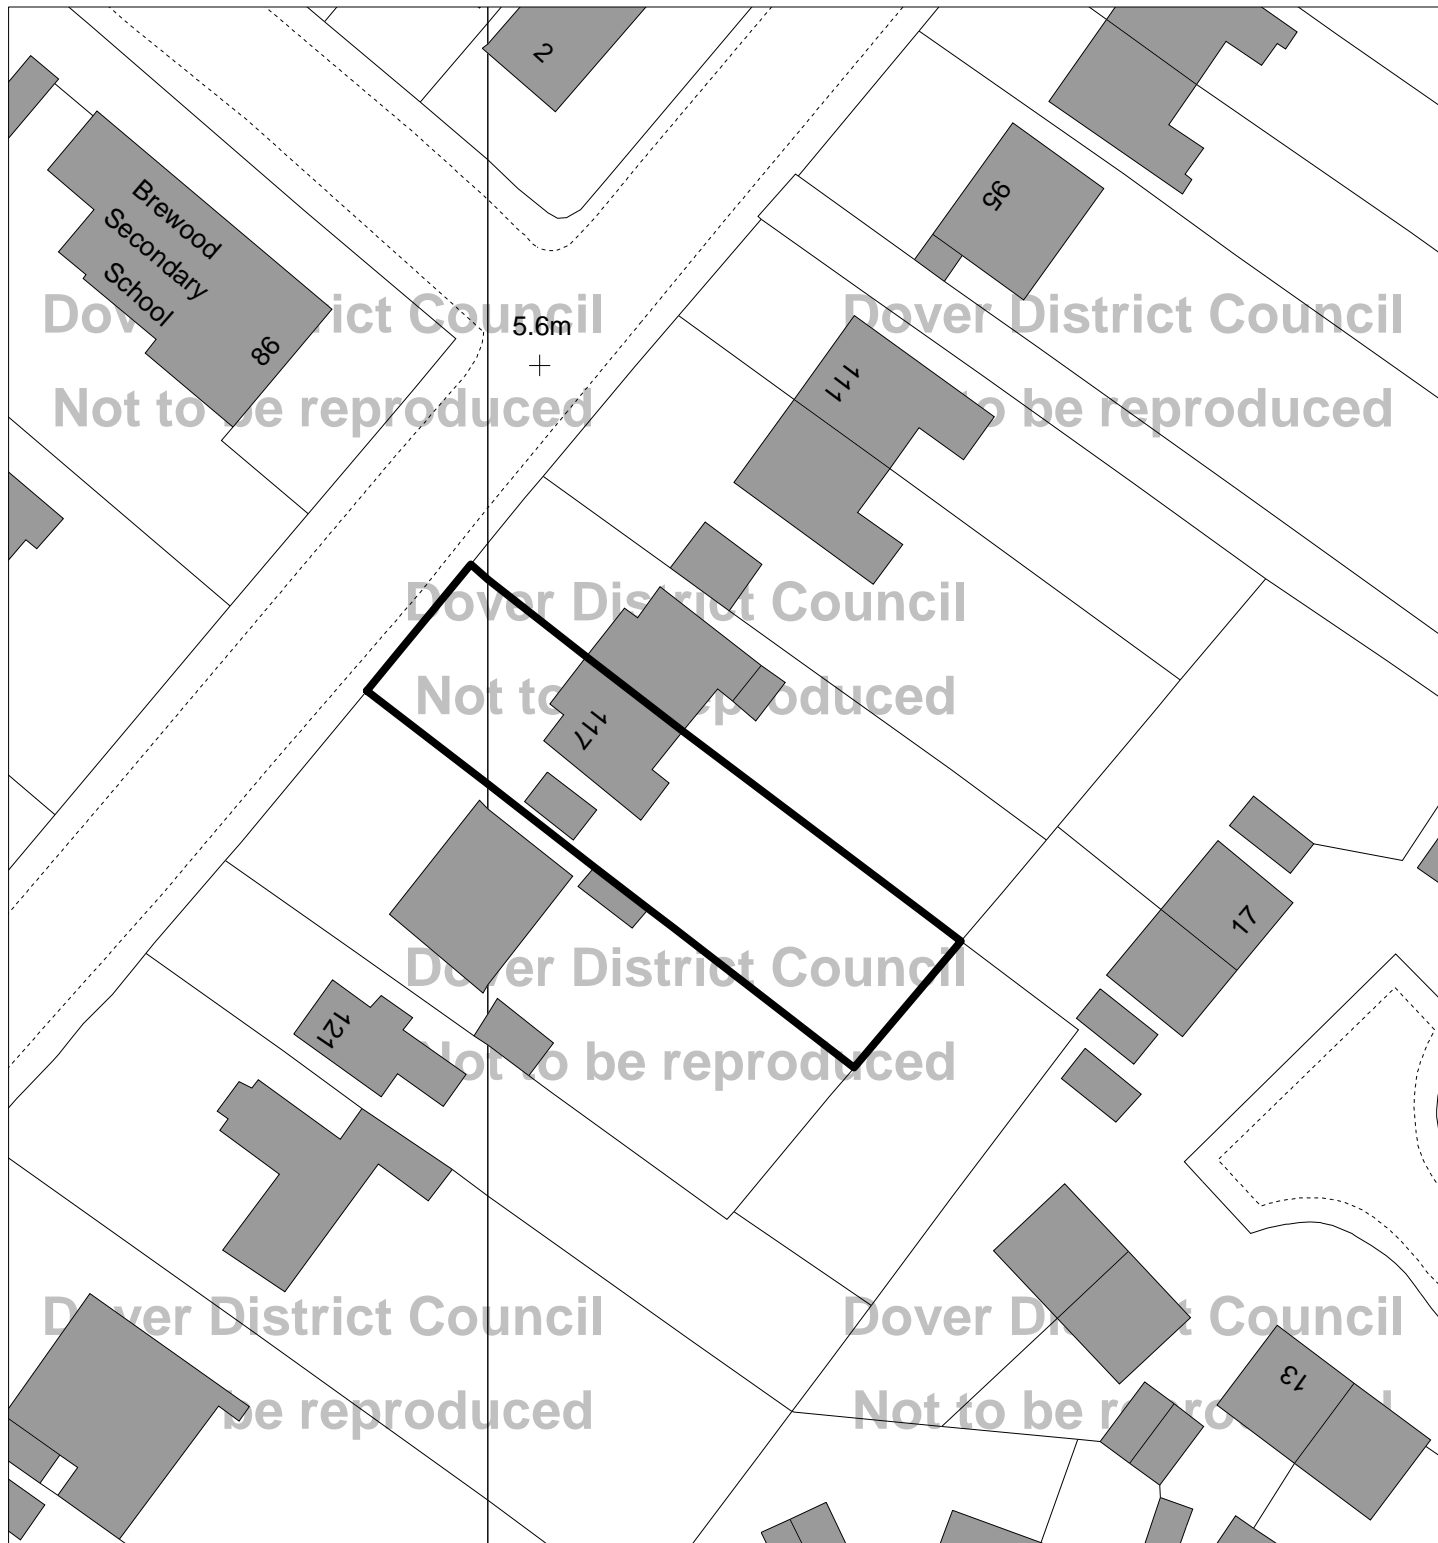 2
95
Brewood
Secondary
School
98
Dover District Council
5.6m
Dover District Council
Not to be reproduced
111
Not to be reproduced
Dover District Council
Not to be reproduced
117
17
Dover District Council
121
Not to be reproduced
Dover District Council
Dover District Council
13
Not to be reproduced
Not to be reproduced